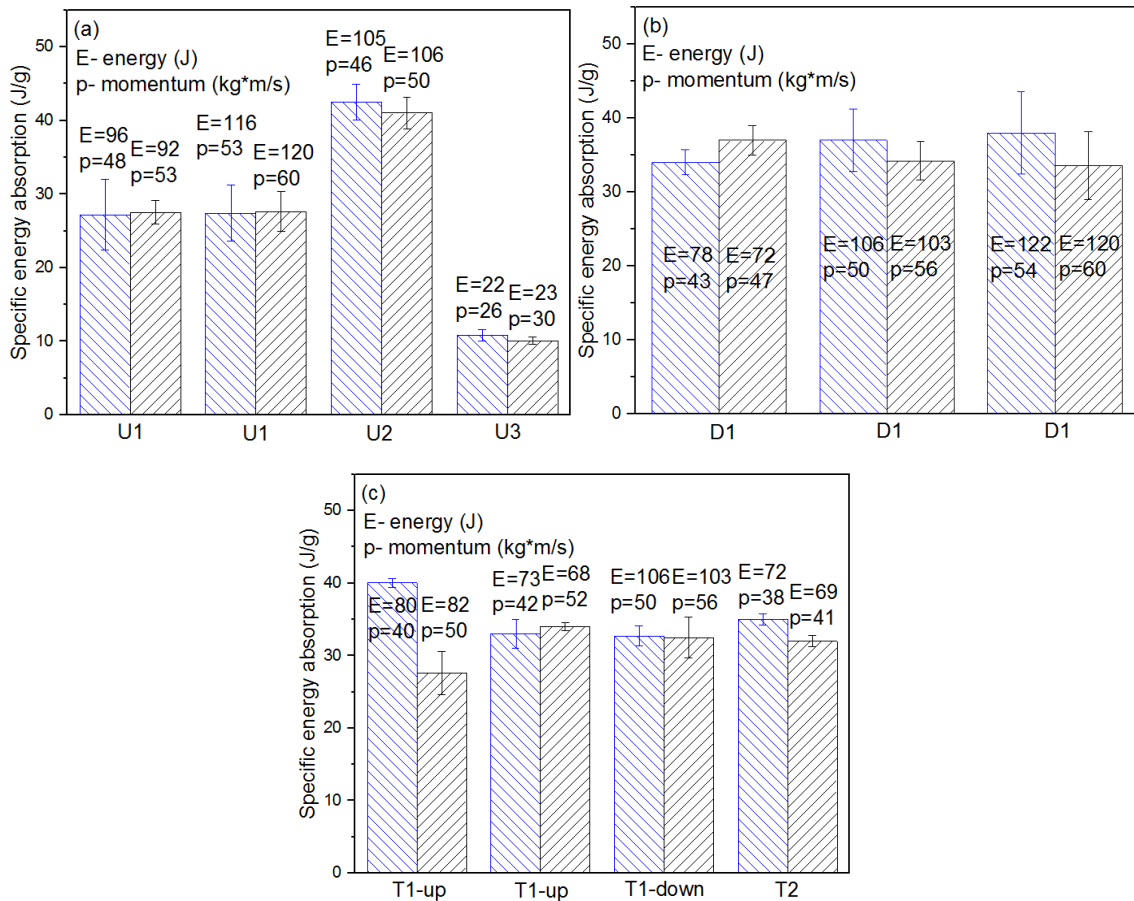 (a)
E- energy (J)
p- momentum (kg*m/s)
Specific energy absorption (J/g)
50
40
30
20
10
0
E=96
p=48
E=92
p=53
E=116
p=53
E=120
p=60
E=105
p=46
E=106
p=50
E=22
p=26
E=23
p=30
U1
U1
U2
U3
(b)
E- energy (J)
p- momentum (kg*m/s)
Specific energy absorption (J/g)
50
40
30
20
10
0
E=78
p=43
E=72
p=47
E=106
p=50
E=103
p=56
E=122
p=54
E=120
p=60
D1
D1
D1
(c)
E- energy (J)
p- momentum (kg*m/s)
Specific energy absorption (J/g)
50
40
30
20
10
0
E=80
p=40
E=82
p=50
E=73
p=42
E=68
p=52
E=106
p=50
E=103
p=56
E=72
p=38
E=69
p=41
T1-up
T1-up
T1-down
T2